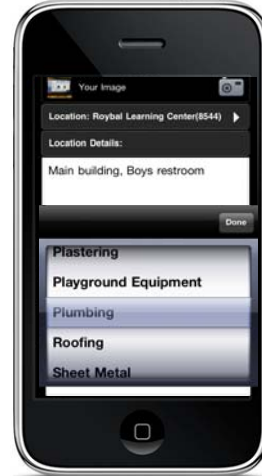 Your Image
Location: Roybal Learning Center(8544)
Location Details:
Main building, Boys restroom
Done
Plastering
Playground Equipment
Plumbing
Roofing
Sheet Metal